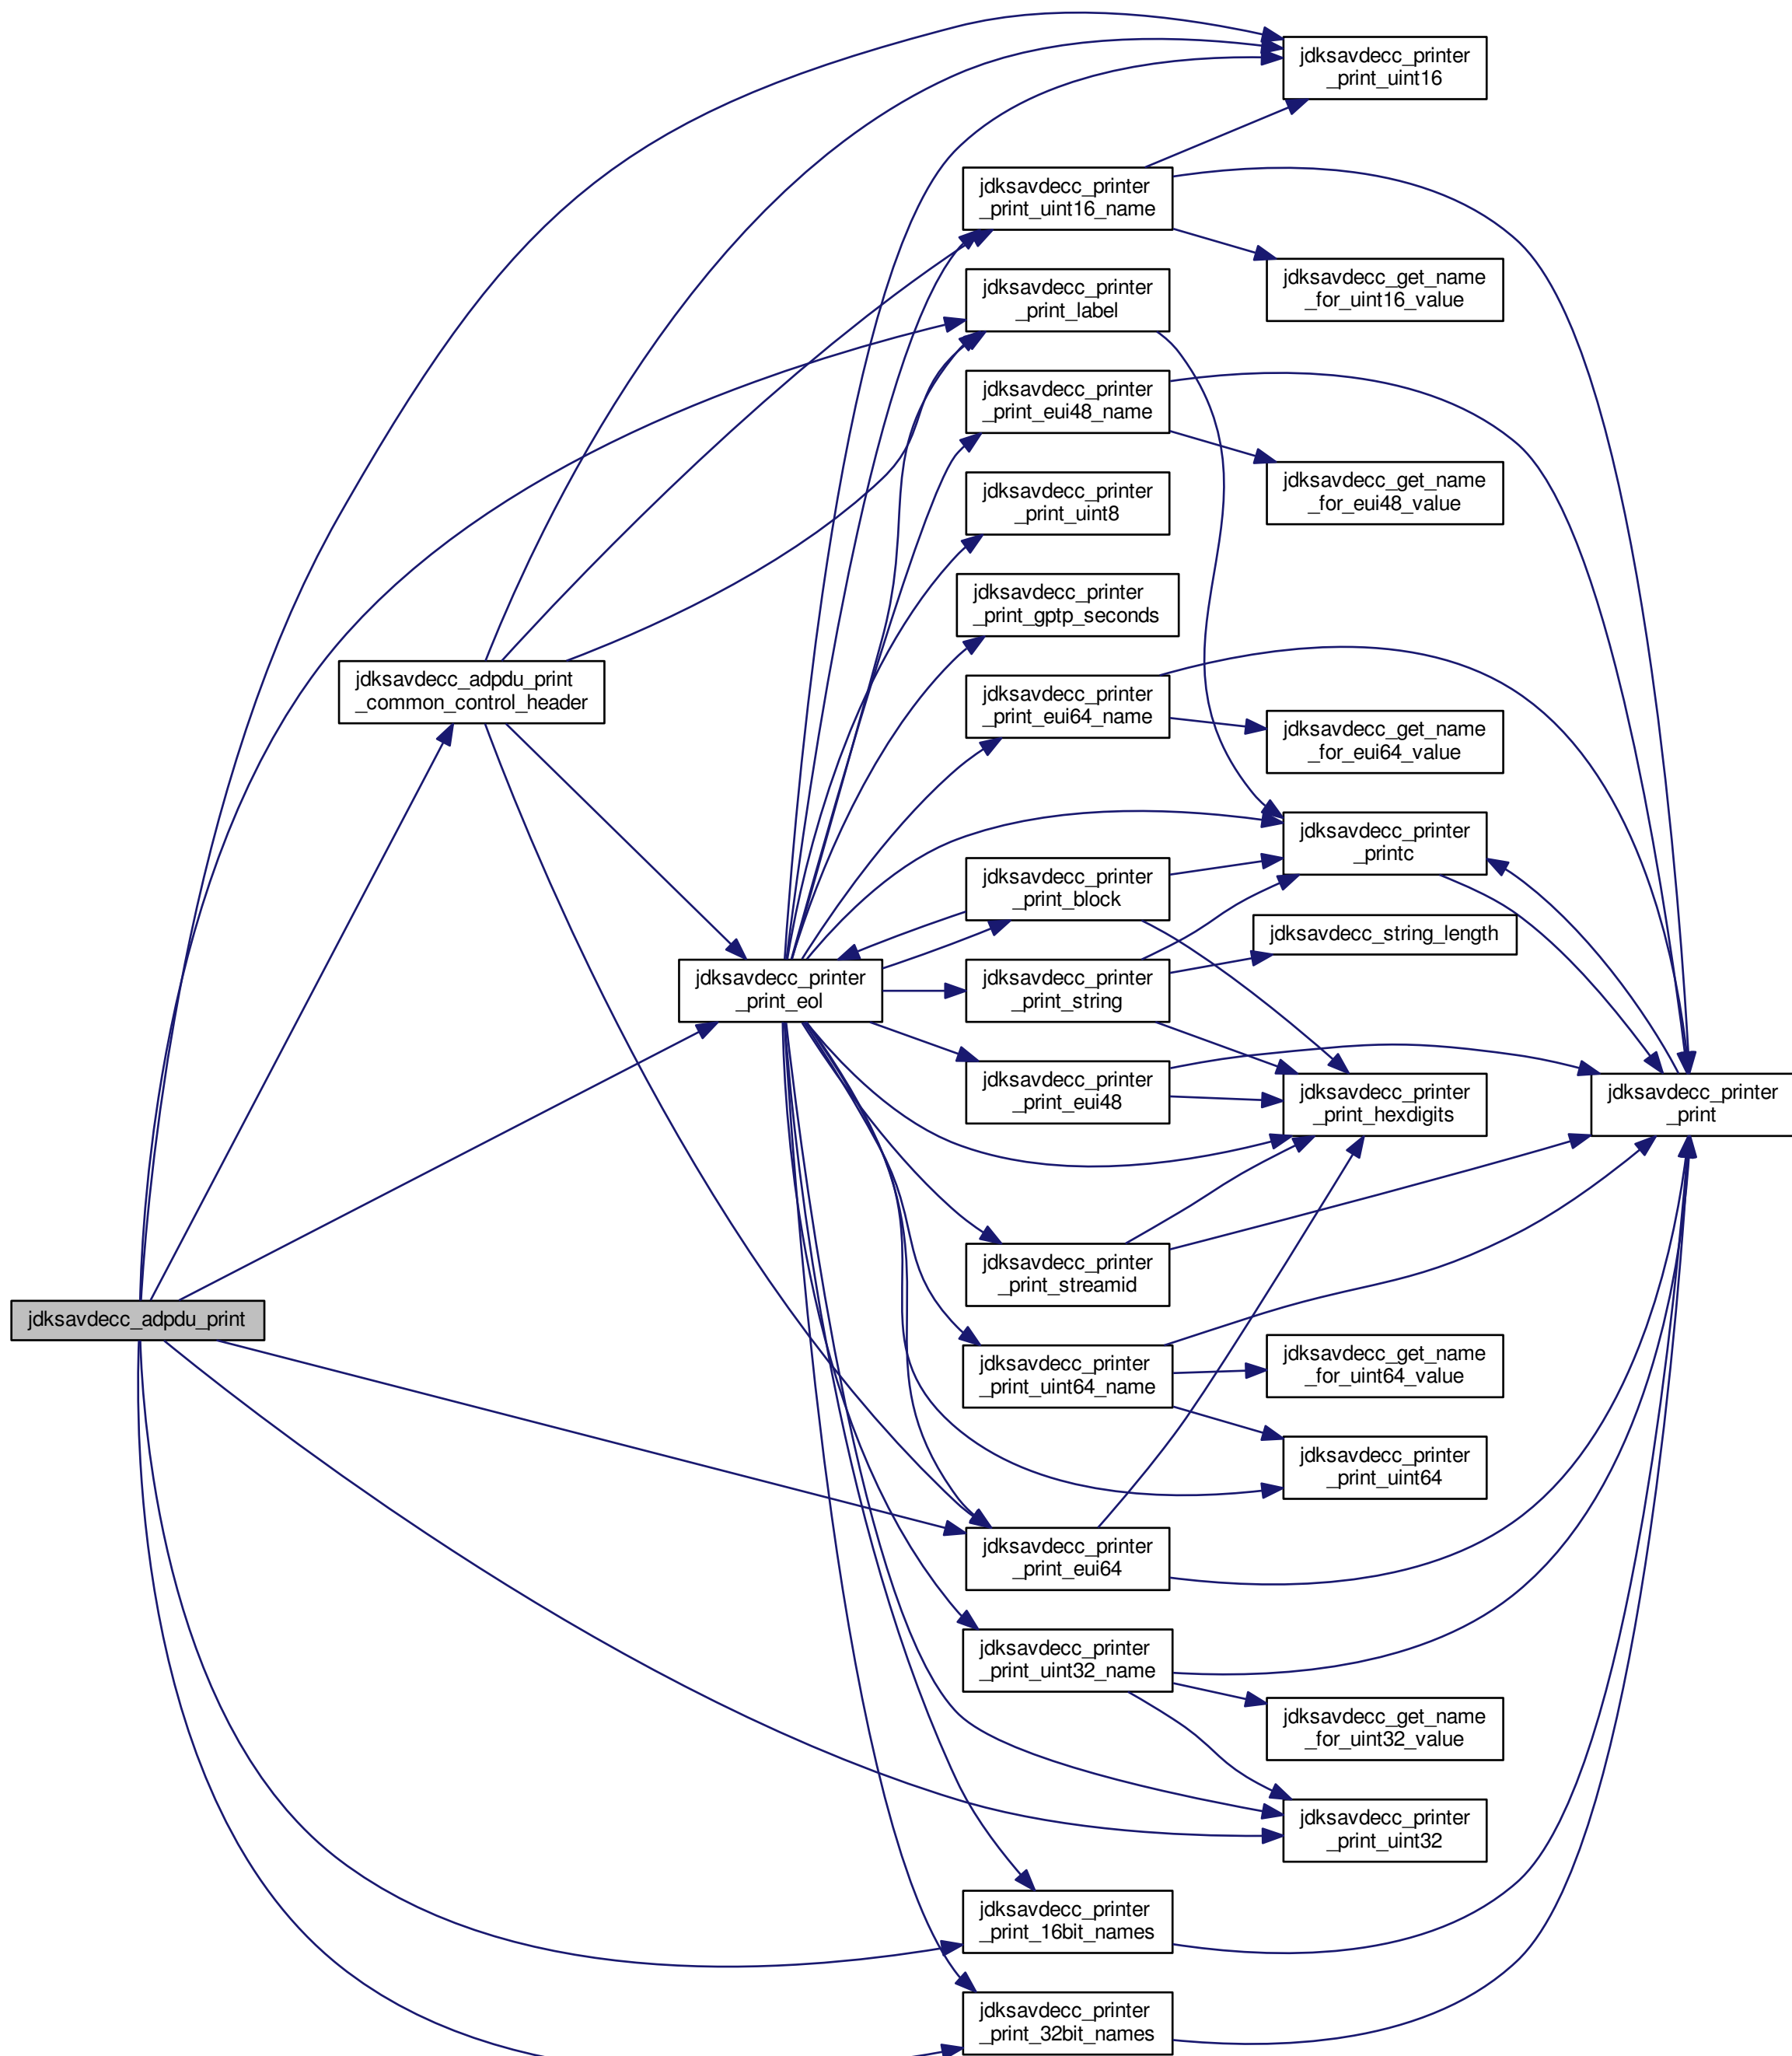 jdksavdecc_printer
_print_uint16
jdksavdecc_printer
_print_uint16_name
jdksavdecc_get_name
_for_uint16_value
jdksavdecc_printer
_print_label
jdksavdecc_printer
_print_eui48_name
jdksavdecc_get_name
_for_eui48_value
jdksavdecc_printer
_print_uint8
jdksavdecc_printer
_print_gptp_seconds
jdksavdecc_adpdu_print
_common_control_header
jdksavdecc_printer
_print_eui64_name
jdksavdecc_get_name
_for_eui64_value
jdksavdecc_printer
_printc
jdksavdecc_printer
_print_block
jdksavdecc_string_length
jdksavdecc_printer
_print_eol
jdksavdecc_printer
_print_string
jdksavdecc_printer
_print_eui48
jdksavdecc_printer
_print_hexdigits
jdksavdecc_printer
_print
jdksavdecc_printer
_print_streamid
jdksavdecc_adpdu_print
jdksavdecc_printer
_print_uint64_name
jdksavdecc_get_name
_for_uint64_value
jdksavdecc_printer
_print_uint64
jdksavdecc_printer
_print_eui64
jdksavdecc_printer
_print_uint32_name
jdksavdecc_get_name
_for_uint32_value
jdksavdecc_printer
_print_uint32
jdksavdecc_printer
_print_16bit_names
jdksavdecc_printer
_print_32bit_names